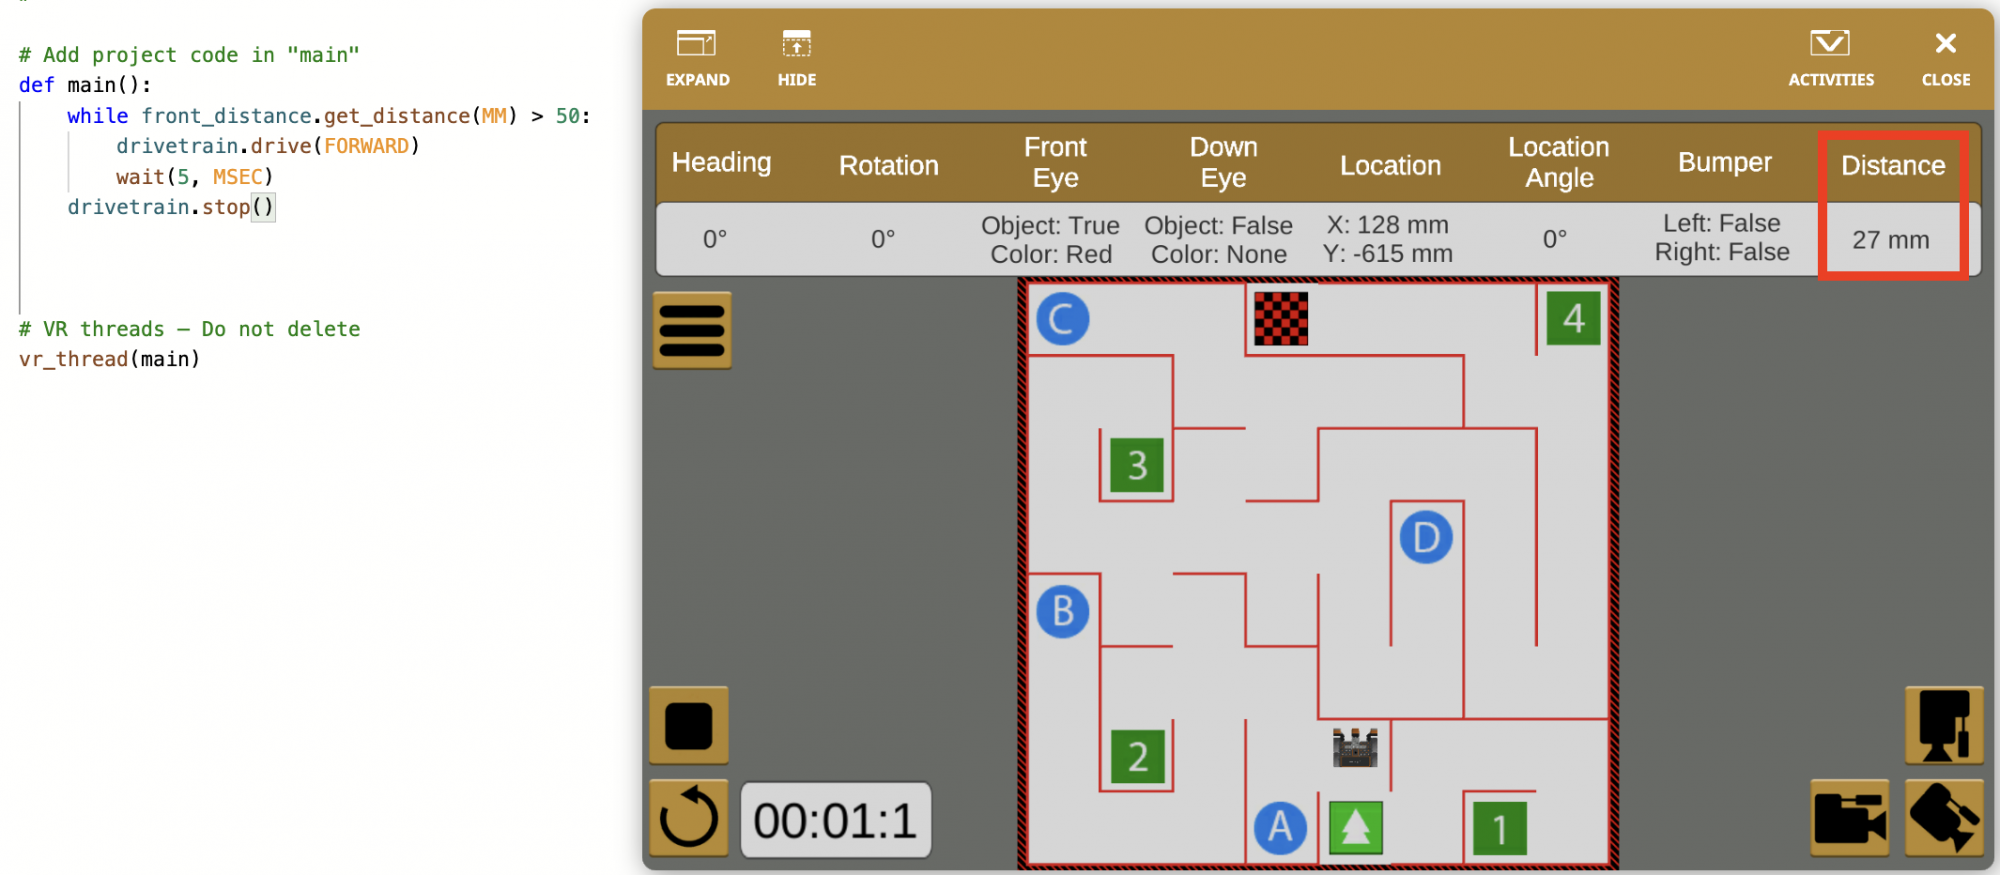 # Add project code in "main"
def main():
    while front_distance.get_distance(MM) > 50:
        drivetrain.drive(FORWARD)
        wait(5, MSEC)
    drivetrain.stop()
# VR threads — Do not delete
vr_thread(main)
EXPAND
HIDE
ACTIVITIES
CLOSE
Heading
Rotation
Front
Eye
Down
Eye
Location
Location
Angle
Bumper
Distance
0°
0°
Object: True
Color: Red
Object: False
Color: None
X: 128 mm
Y: -615 mm
0°
Left: False
Right: False
27 mm
C
4
3
D
B
2
A
1
00:01:1